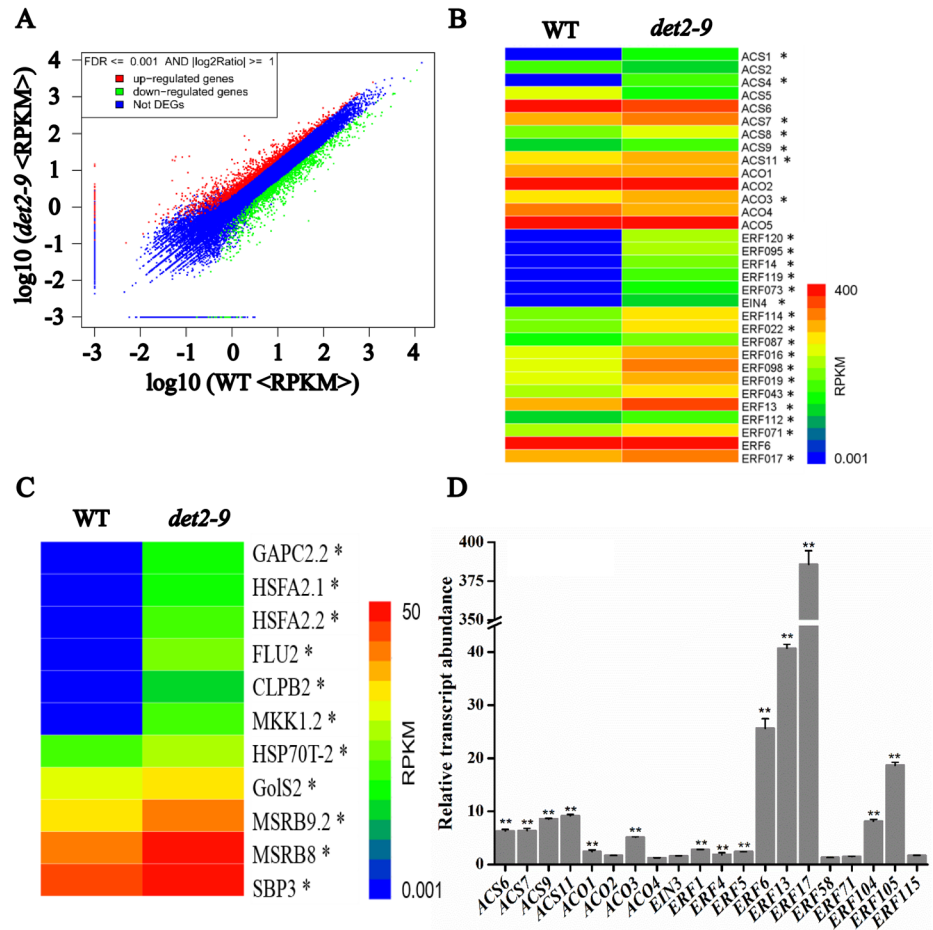 A
FDR <= 0.001 AND |log2Ratio| >= 1
up-regulated genes
down-regulated genes
Not DEGs
4
3
2
1
0
-1
-2
-3
log10 (det2-9 <RPKM>)
-3 -2 -1 0 1 2 3 4
log10 (WT <RPKM>)
B
WT det2-9
ACS1 *
ACS2
ACS4 *
ACS5
ACS6
ACS7 *
ACS8 *
ACS9 *
ACS11 *
ACO1
ACO2
ACO3 *
ACO4
ACO5
ERF120 *
ERF095 *
ERF14 *
ERF119 *
ERF073 *
EIN4 *
ERF114 *
ERF022 *
ERF087 *
ERF016 *
ERF098 *
ERF019 *
ERF043 *
ERF13 *
ERF112 *
ERF071 *
ERF6
ERF017 *
400
RPKM
0.001
C
WT det2-9
GAPC2.2 *
HSFA2.1 *
HSFA2.2 *
FLU2 *
CLPB2 *
MKK1.2 *
HSP70T-2 *
GolS2 *
MSRB9.2 *
MSRB8 *
SBP3 *
50
RPKM
0.001
D
Relative transcript abundance
400
350
40
30
20
10
0
** ** ** ** ** ** ** ** ** ** ** ** ** **
ACS6 ACS7 ACS9 ACS11 ACO1 ACO2 ACO3 ACO4 EIN3 ERF1 ERF4 ERF5 ERF6 ERF13 ERF17 ERF58 ERF71 ERF104 ERF105 ERF115